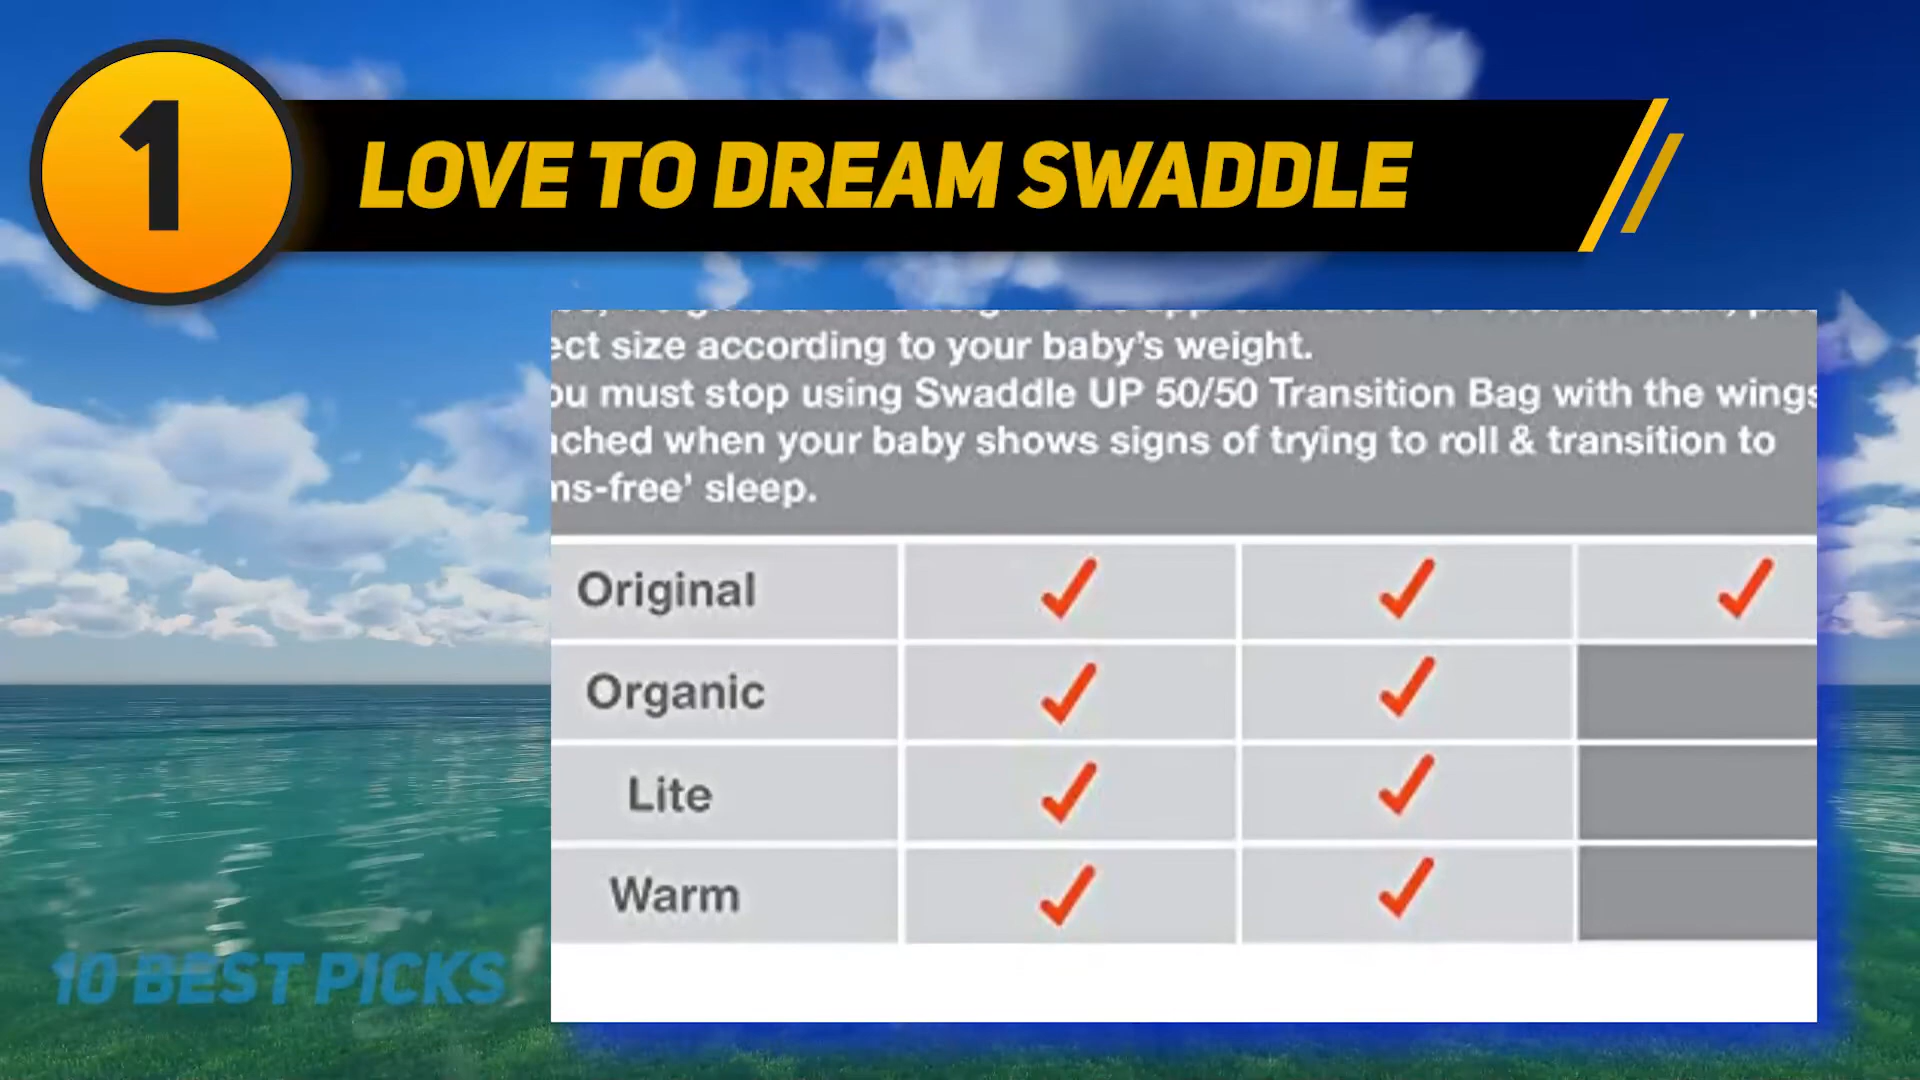 1
LOVE TO DREAM SWADDLE
ect size according to your baby's weight.
ou must stop using Swaddle UP 50/50 Transition Bag with the wings
ched when your baby shows signs of trying to roll & transition to
ms-free' sleep.
Original
Organic
Lite
Warm
10 BEST PICKS